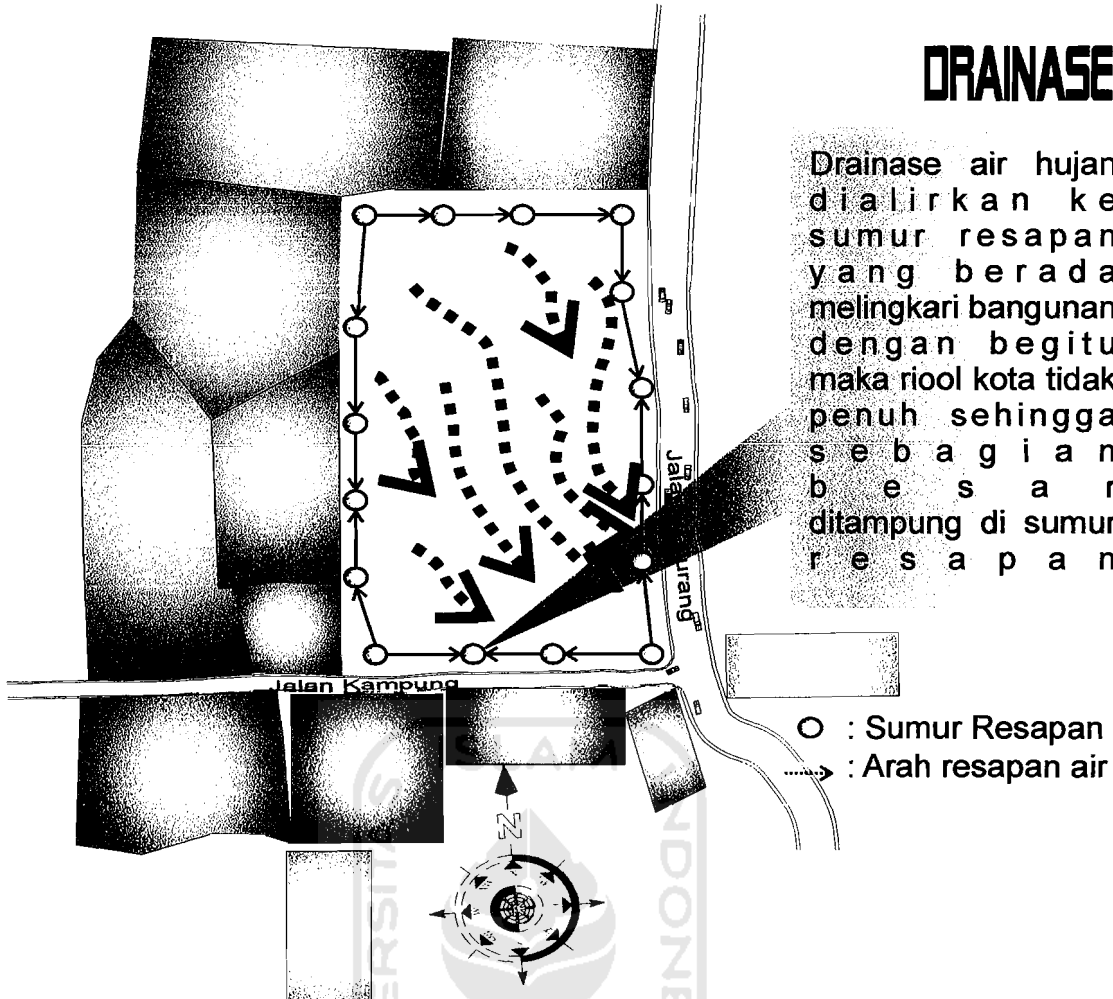 DRAINASE
Drainase air hujan
dialirkan ke
sumur resapan
yang berada
melingkari bangunan
dengan begitu
maka riool kota tidak
penuh sehingga
sebagian
besar
ditampung di sumur
resapan
Jalan Kampung
: Sumur Resapan
: Arah resapan air
ISLAM
N